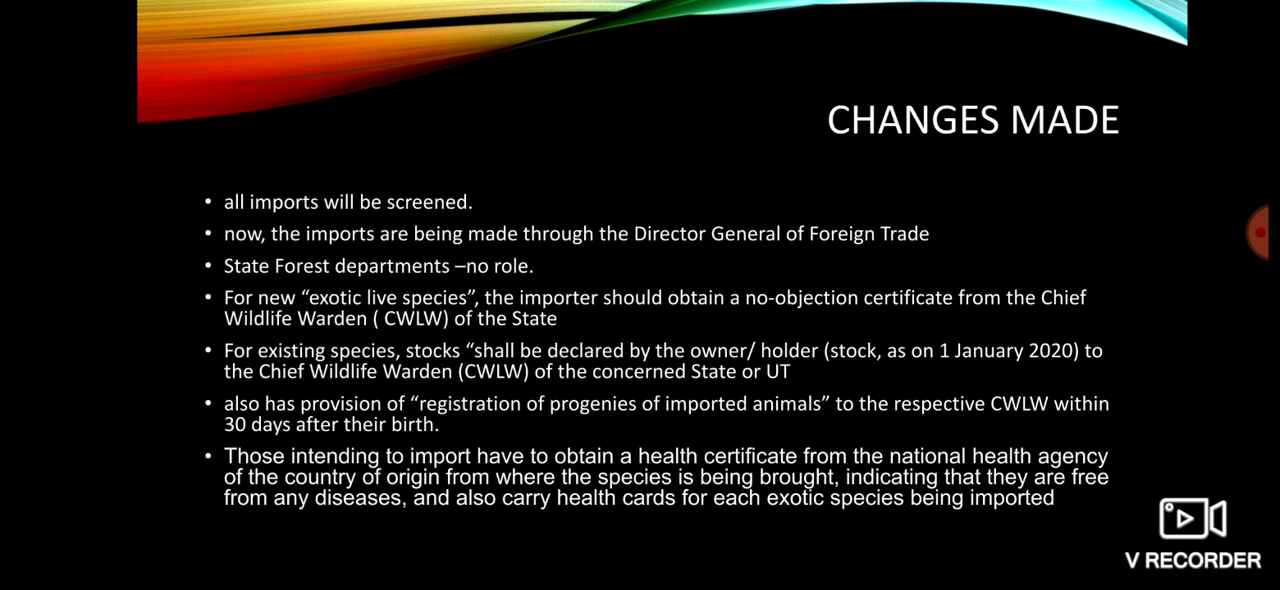 CHANGES MADE
• all imports will be screened.
• now, the imports are being made through the Director General of Foreign Trade
• State Forest departments –no role.
• For new “exotic live species”, the importer should obtain a no-objection certificate from the Chief
Wildlife Warden ( CWLW) of the State
• For existing species, stocks “shall be declared by the owner/ holder (stock, as on 1 January 2020) to
the Chief Wildlife Warden (CWLW) of the concerned State or UT
• also has provision of “registration of progenies of imported animals” to the respective CWLW within
30 days after their birth.
• Those intending to import have to obtain a health certificate from the national health agency
of the country of origin from where the species is being brought, indicating that they are free
from any diseases, and also carry health cards for each exotic species being imported
V RECORDER